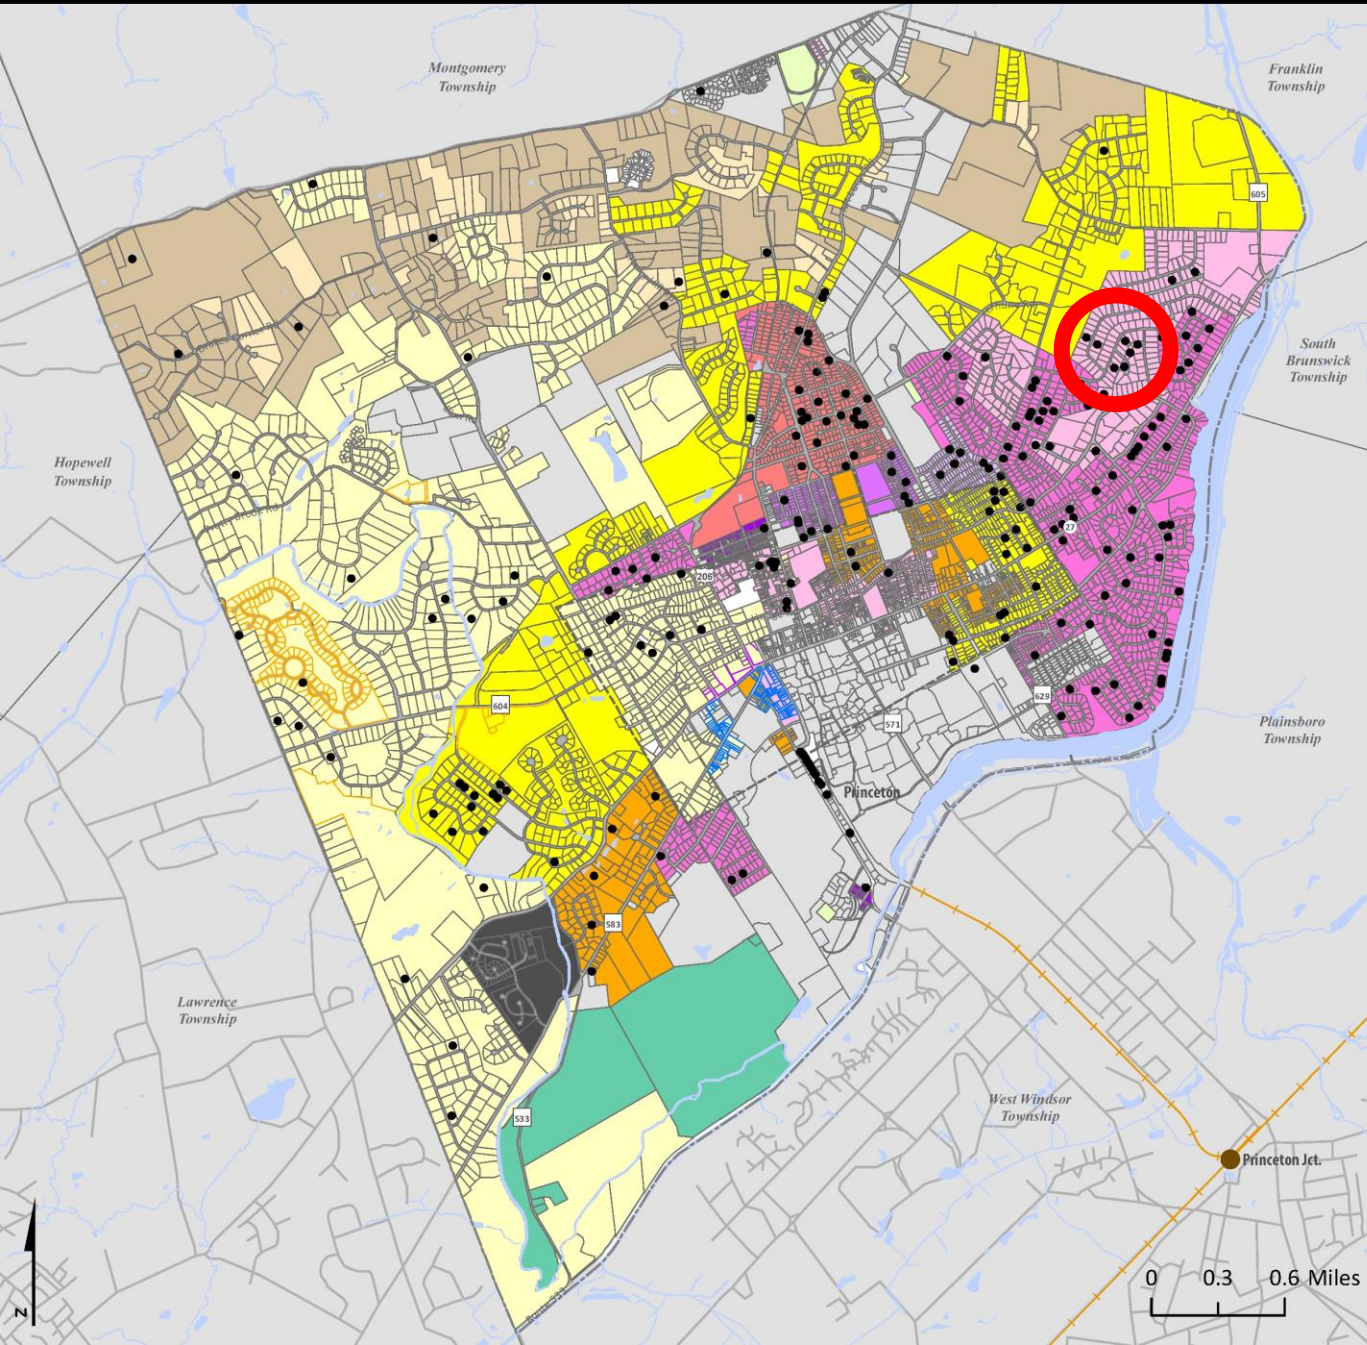 Montgomery
Township
Franklin
Township
605
South
Brunswick
Township
Hopewell
Township
27
206
604
629
571
Plainsboro
Township
Princeton
583
Lawrence
Township
533
West Windsor
Township
Princeton Jct.
0 0.3 0.6 Miles
N